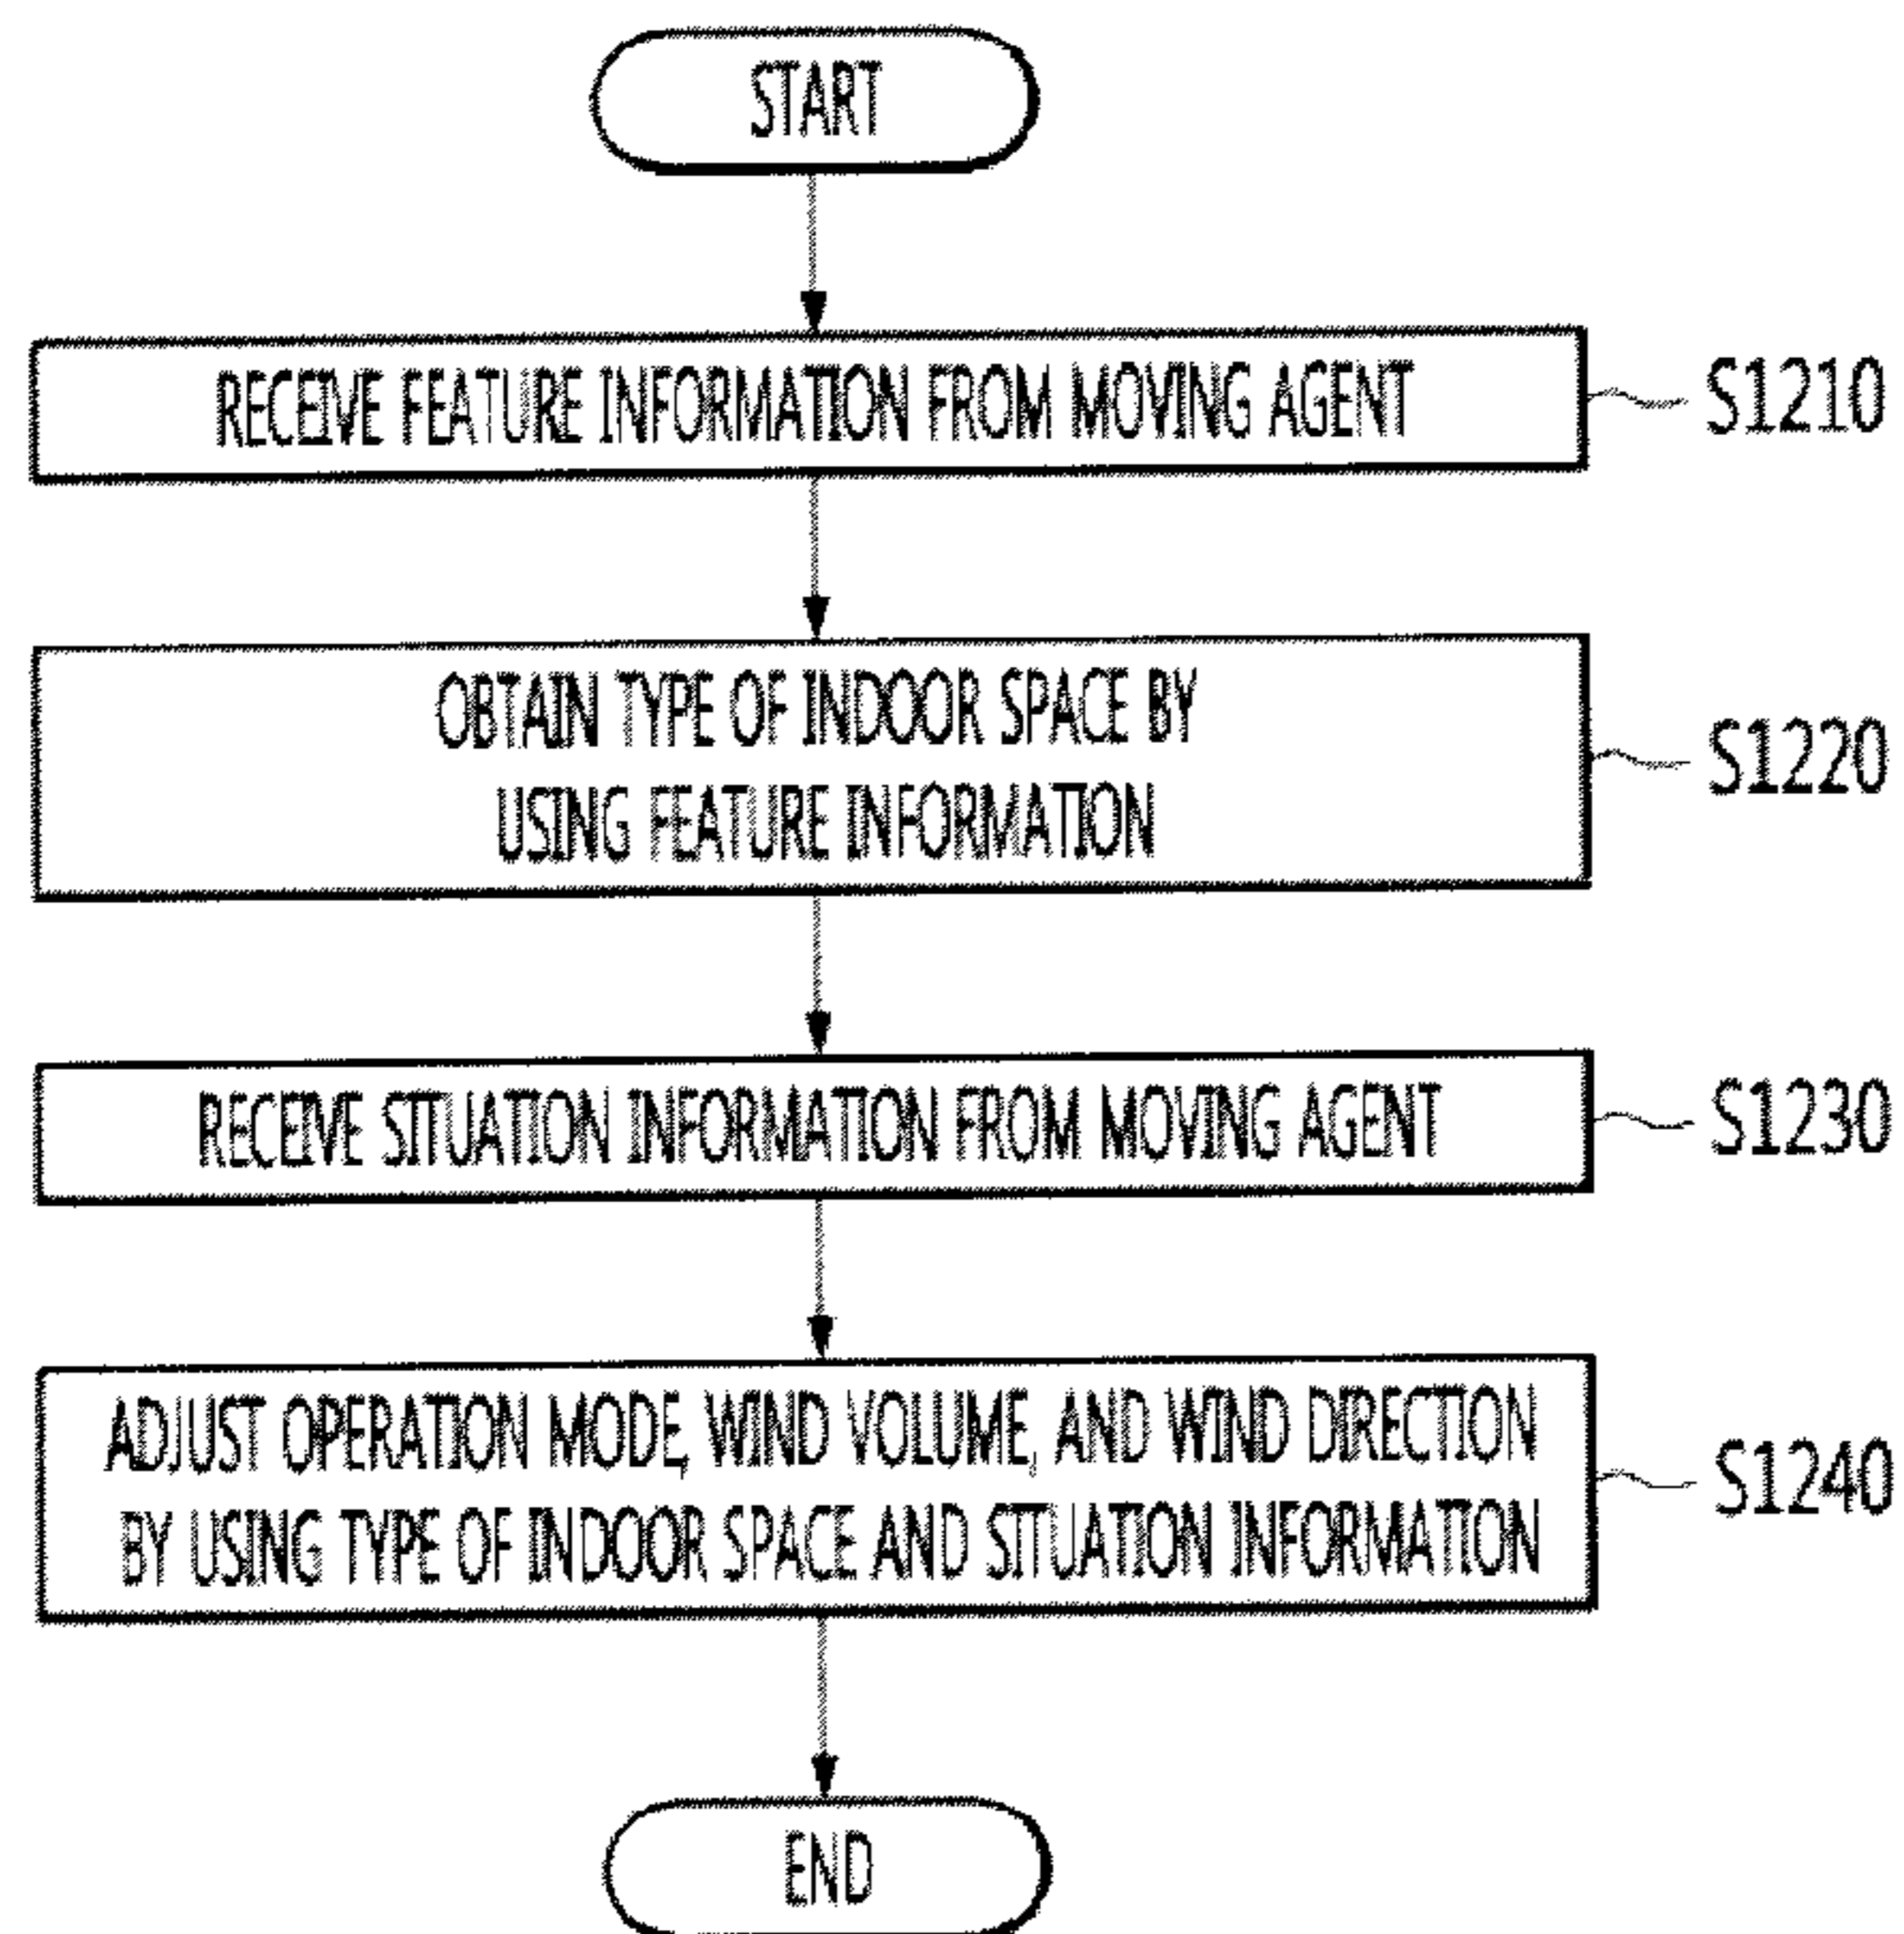 START
RECEIVE FEATURE INFORMATION FROM MOVING AGENT
S1210
OBTAIN TYPE OF INDOOR SPACE BY
USING FEATURE INFORMATION
S1220
RECEIVE SITUATION INFORMATION FROM MOVING AGENT
S1230
ADJUST OPERATION MODE, WIND VOLUME, AND WIND DIRECTION
BY USING TYPE OF INDOOR SPACE AND SITUATION INFORMATION
S1240
END